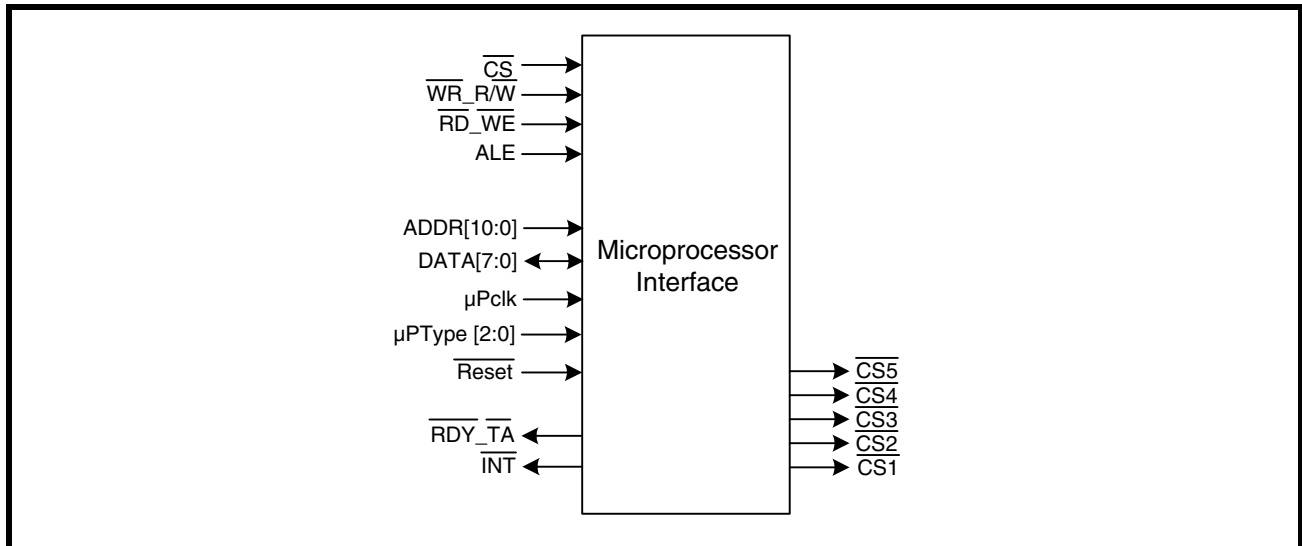 CS
WR_R/W
RD_WE
ALE
ADDR[10:0]
DATA[7:0]
µPclk
µPType [2:0]
Reset
RDY_TA
INT
Microprocessor
Interface
CS5
CS4
CS3
CS2
CS1